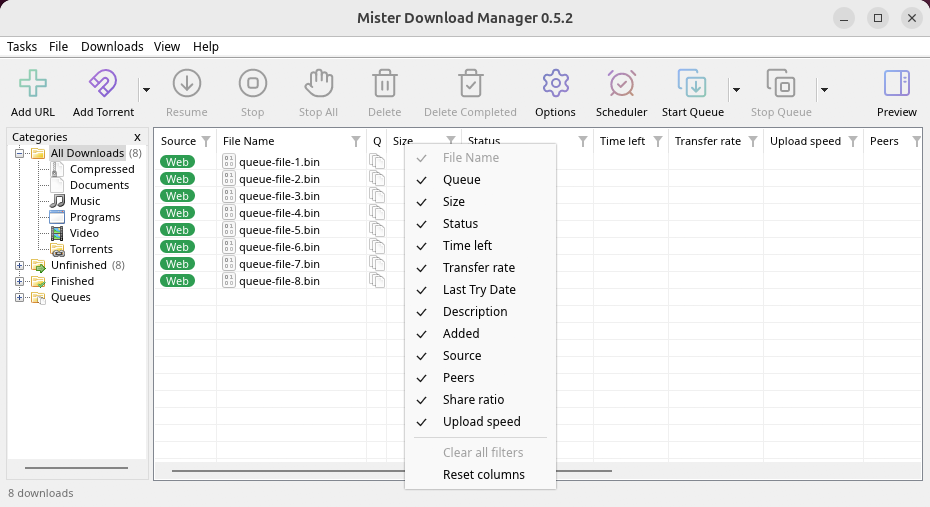 Mister Download Manager 0.5.2
Tasks File Downloads View Help
Add URL Add Torrent Resume Stop Stop All Delete Delete Completed Options Scheduler Start Queue Stop Queue Preview
Categories X
All Downloads (8)
Compressed
Documents
Music
Programs
Video
Torrents
Unfinished (8)
Finished
Queues
Source File Name Q Size Status Time left Transfer rate Upload speed Peers
Web queue-file-1.bin
Web queue-file-2.bin
Web queue-file-3.bin
Web queue-file-4.bin
Web queue-file-5.bin
Web queue-file-6.bin
Web queue-file-7.bin
Web queue-file-8.bin
File Name
Queue
Size
Status
Time left
Transfer rate
Last Try Date
Description
Added
Source
Peers
Share ratio
Upload speed
Clear all filters
Reset columns
8 downloads